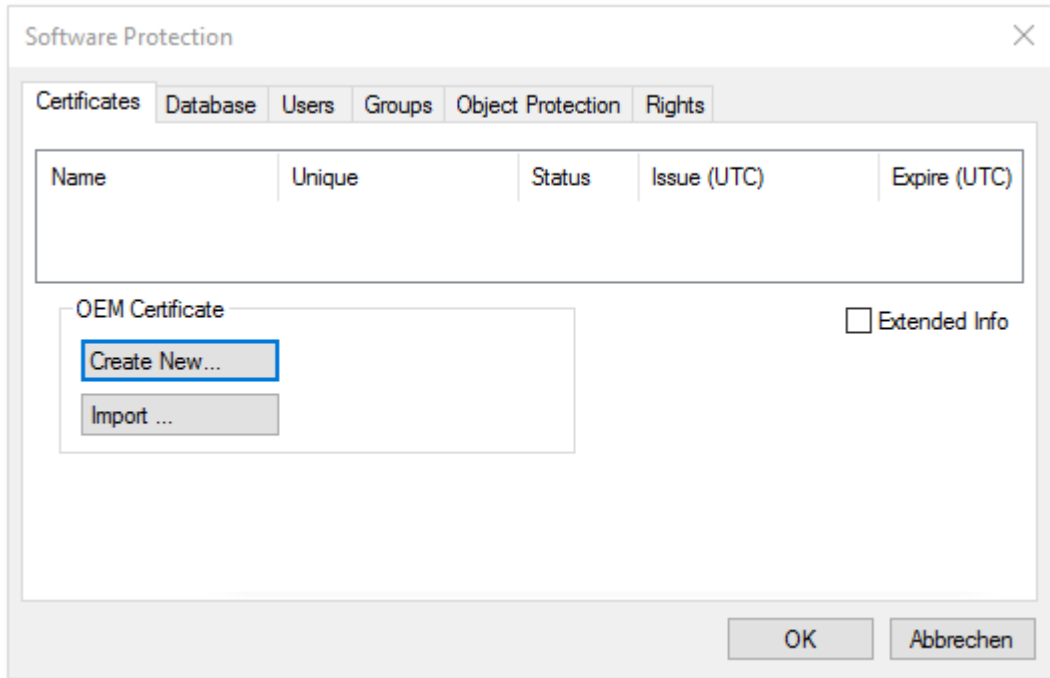 Software Protection
Certificates Database Users Groups Object Protection Rights
Name Unique Status Issue (UTC) Expire (UTC)
OEM Certificate
Extended Info
Create New...
Import ...
OK Abbrechen